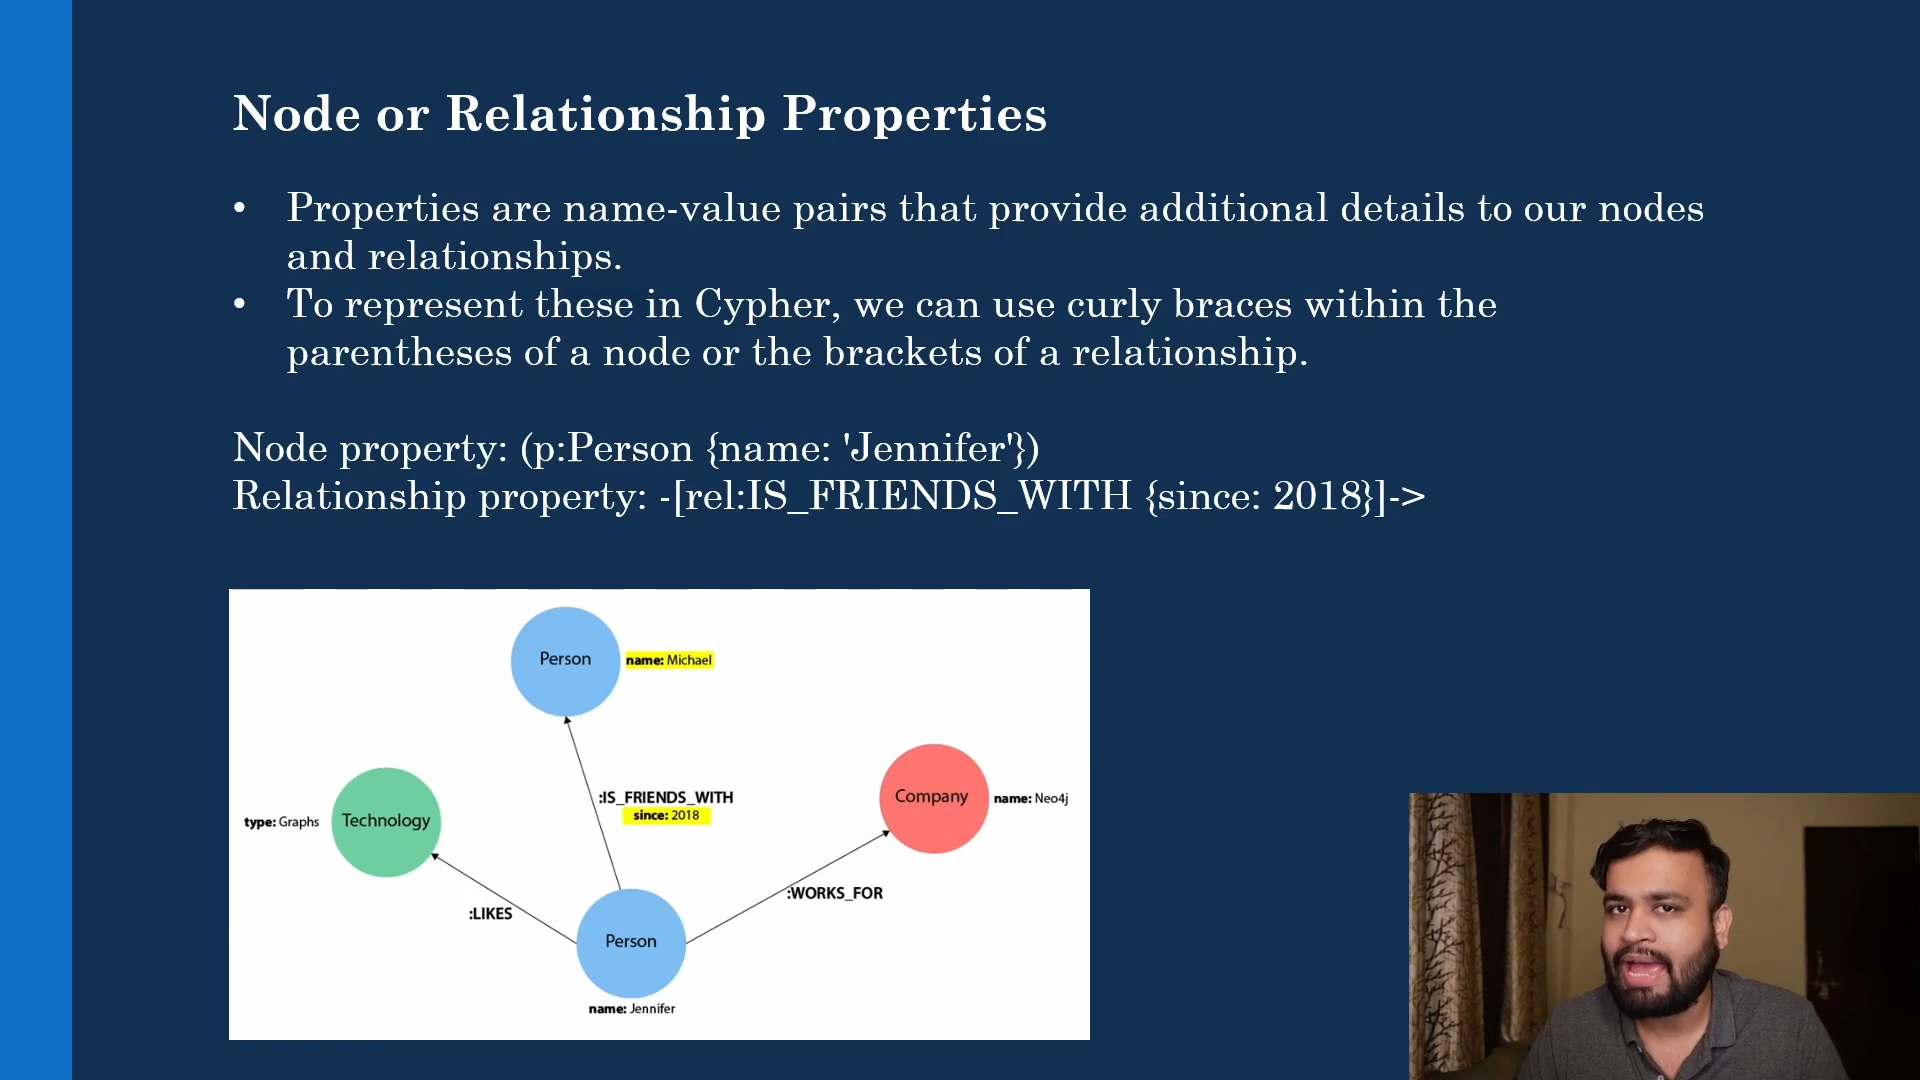 Node or Relationship Properties
• Properties are name-value pairs that provide additional details to our nodes
and relationships.
• To represent these in Cypher, we can use curly braces within the
parentheses of a node or the brackets of a relationship.
Node property: (p:Person {name: 'Jennifer'})
Relationship property: -[rel:IS_FRIENDS_WITH {since: 2018}]->
Person
name: Michael
:IS_FRIENDS_WITH
since: 2018
Company
name: Neo4j
type: Graphs
Technology
:LIKES
:WORKS_FOR
Person
name: Jennifer